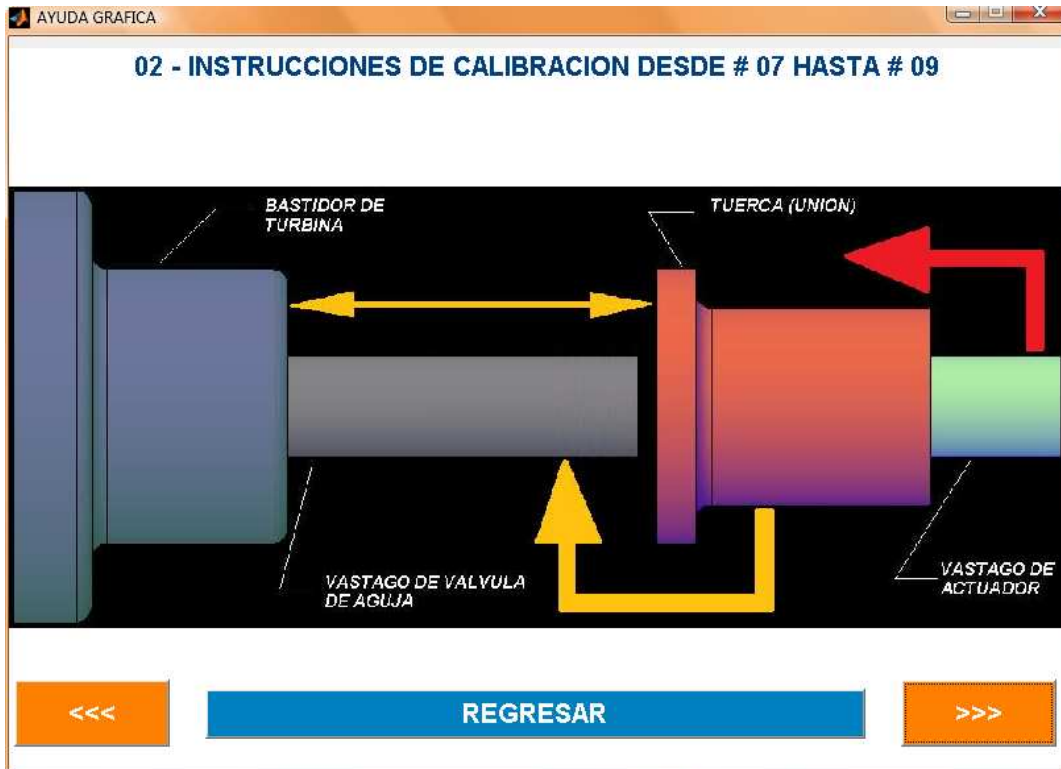 AYUDA GRAFICA
02 - INSTRUCCIONES DE CALIBRACION DESDE # 07 HASTA # 09
BASTIDOR DE
TURBINA
TUERCA (UNION)
VASTAGO DE VALVULA
DE AGUJA
VASTAGO DE
ACTUADOR
<<<
REGRESAR
>>>